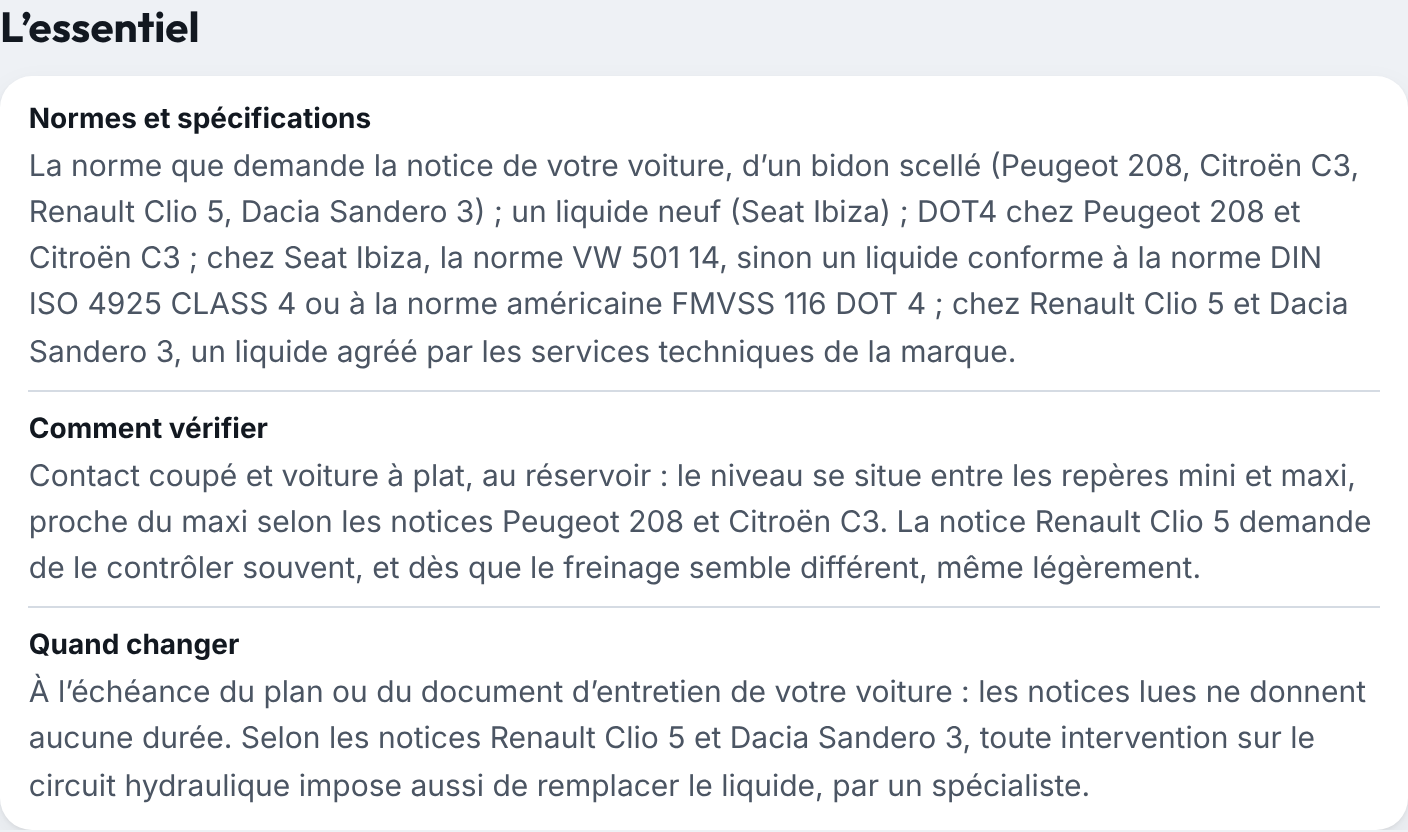 L’essentiel
Normes et spécifications
La norme que demande la notice de votre voiture, d’un bidon scellé (Peugeot 208, Citroën C3,
Renault Clio 5, Dacia Sandero 3) ; un liquide neuf (Seat Ibiza) ; DOT4 chez Peugeot 208 et
Citroën C3 ; chez Seat Ibiza, la norme VW 501 14, sinon un liquide conforme à la norme DIN
ISO 4925 CLASS 4 ou à la norme américaine FMVSS 116 DOT 4 ; chez Renault Clio 5 et Dacia
Sandero 3, un liquide agréé par les services techniques de la marque.
Comment vérifier
Contact coupé et voiture à plat, au réservoir : le niveau se situe entre les repères mini et maxi,
proche du maxi selon les notices Peugeot 208 et Citroën C3. La notice Renault Clio 5 demande
de le contrôler souvent, et dès que le freinage semble différent, même légèrement.
Quand changer
À l’échéance du plan ou du document d’entretien de votre voiture : les notices lues ne donnent
aucune durée. Selon les notices Renault Clio 5 et Dacia Sandero 3, toute intervention sur le
circuit hydraulique impose aussi de remplacer le liquide, par un spécialiste.